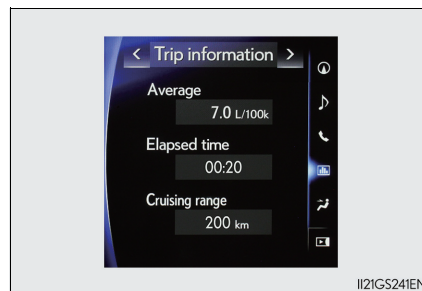 < Trip information >
Average
7.0 L/100k
Elapsed time
00:20
Cruising range
200 km
II21GS241EN